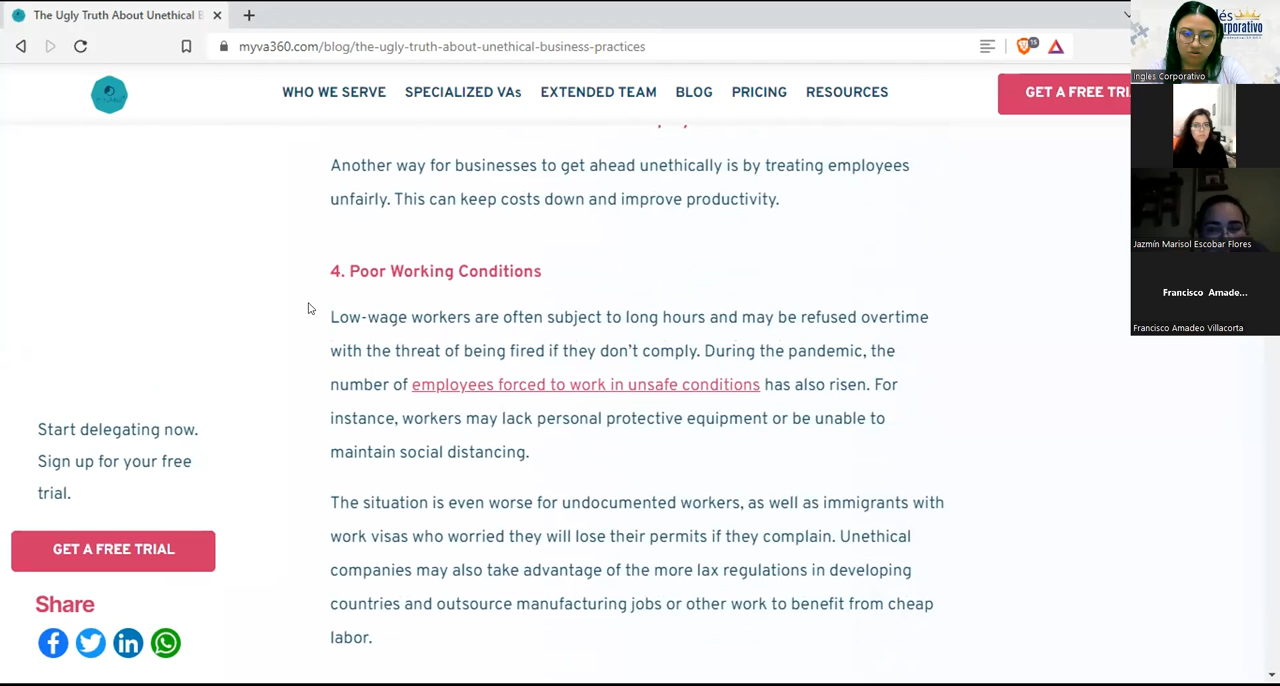 The Ugly Truth About Unethical B
myva360.com/blog/the-ugly-truth-about-unethical-business-practices
15
WHO WE SERVE
SPECIALIZED VAs
EXTENDED TEAM
BLOG
PRICING
RESOURCES
GET A FREE TRI
Another way for businesses to get ahead unethically is by treating employees
unfairly. This can keep costs down and improve productivity.
4. Poor Working Conditions
Low-wage workers are often subject to long hours and may be refused overtime
with the threat of being fired if they don’t comply. During the pandemic, the
number of employees forced to work in unsafe conditions has also risen. For
instance, workers may lack personal protective equipment or be unable to
maintain social distancing.
The situation is even worse for undocumented workers, as well as immigrants with
work visas who worried they will lose their permits if they complain. Unethical
companies may also take advantage of the more lax regulations in developing
countries and outsource manufacturing jobs or other work to benefit from cheap
labor.
Start delegating now.
Sign up for your free
trial.
GET A FREE TRIAL
Share
és
rporativo
Ingles Corporativo
Jazmín Marisol Escobar Flores
Francisco Amade...
Francisco Amadeo Villacorta